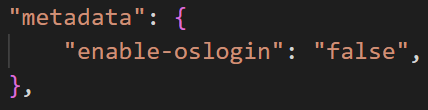 "metadata": {
    "enable-oslogin": "false",
},